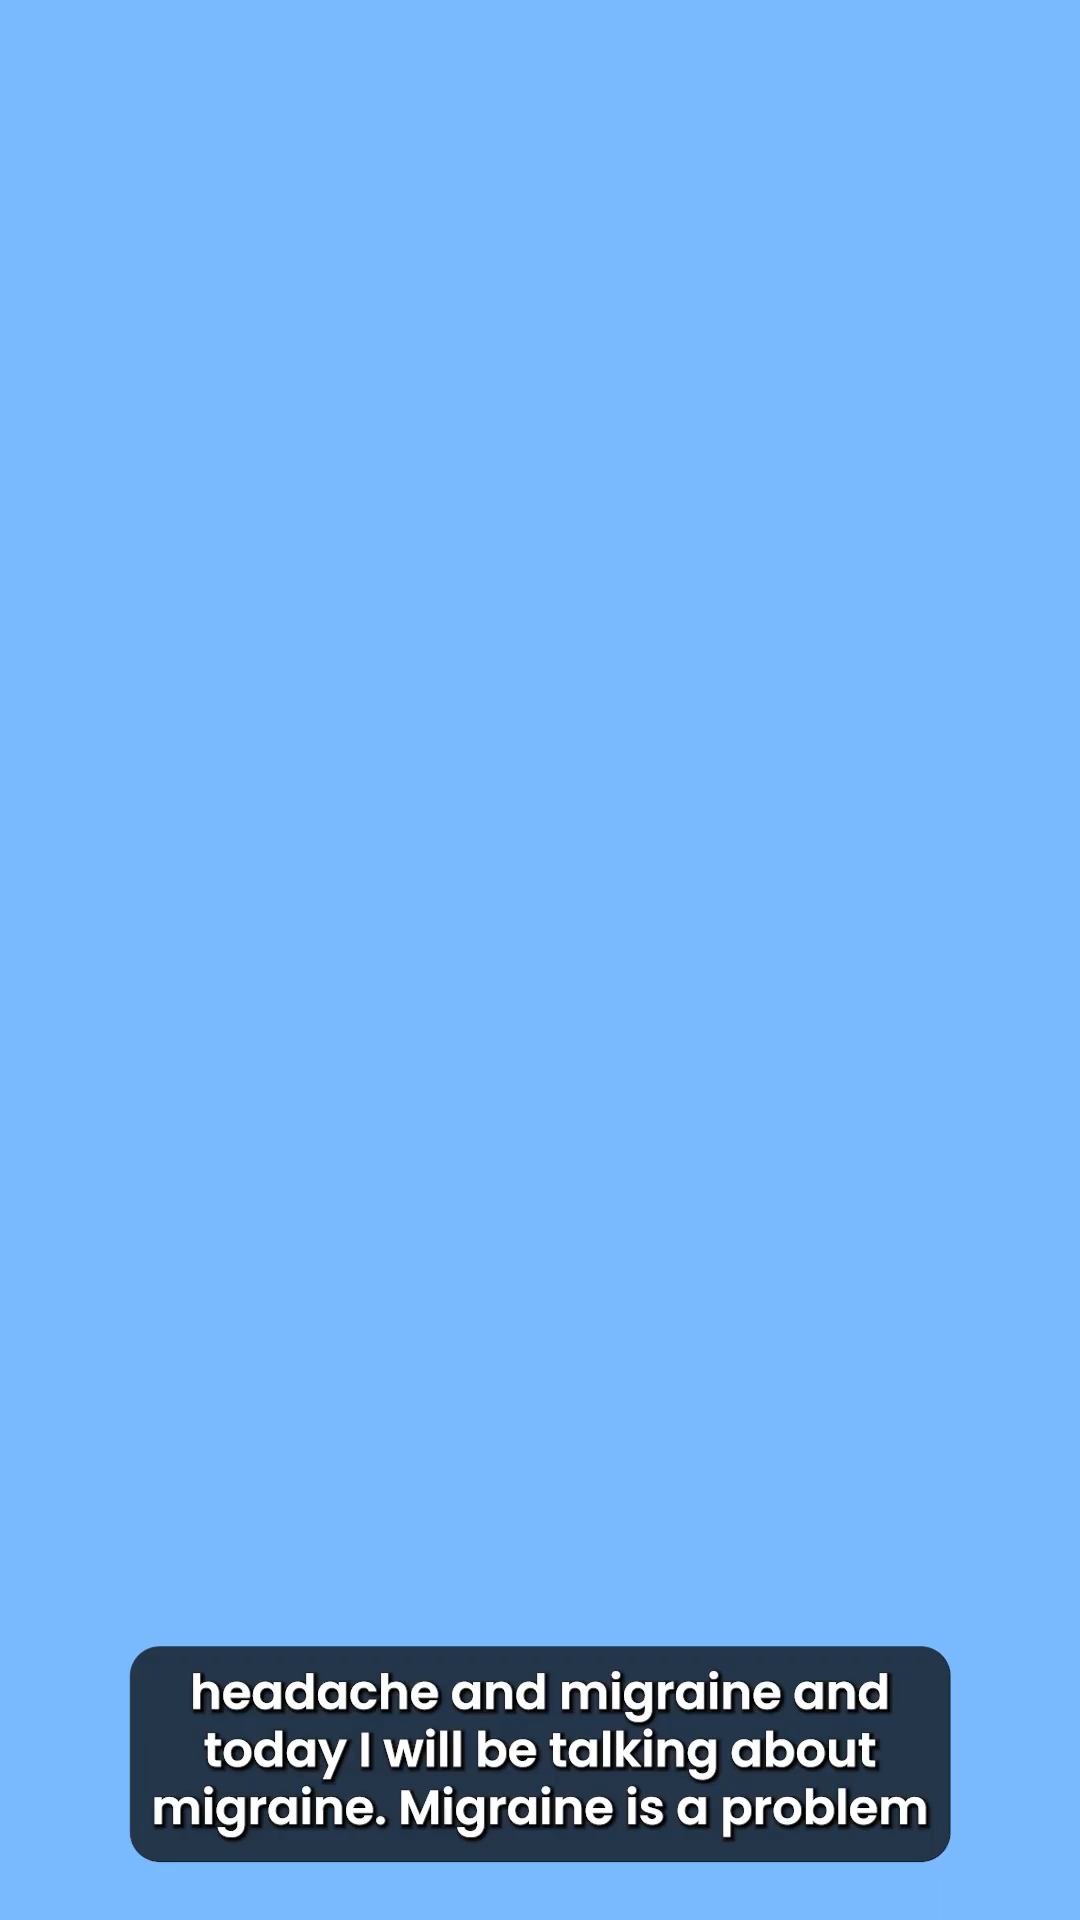 headache and migraine and
today I will be talking about
migraine. Migraine is a problem